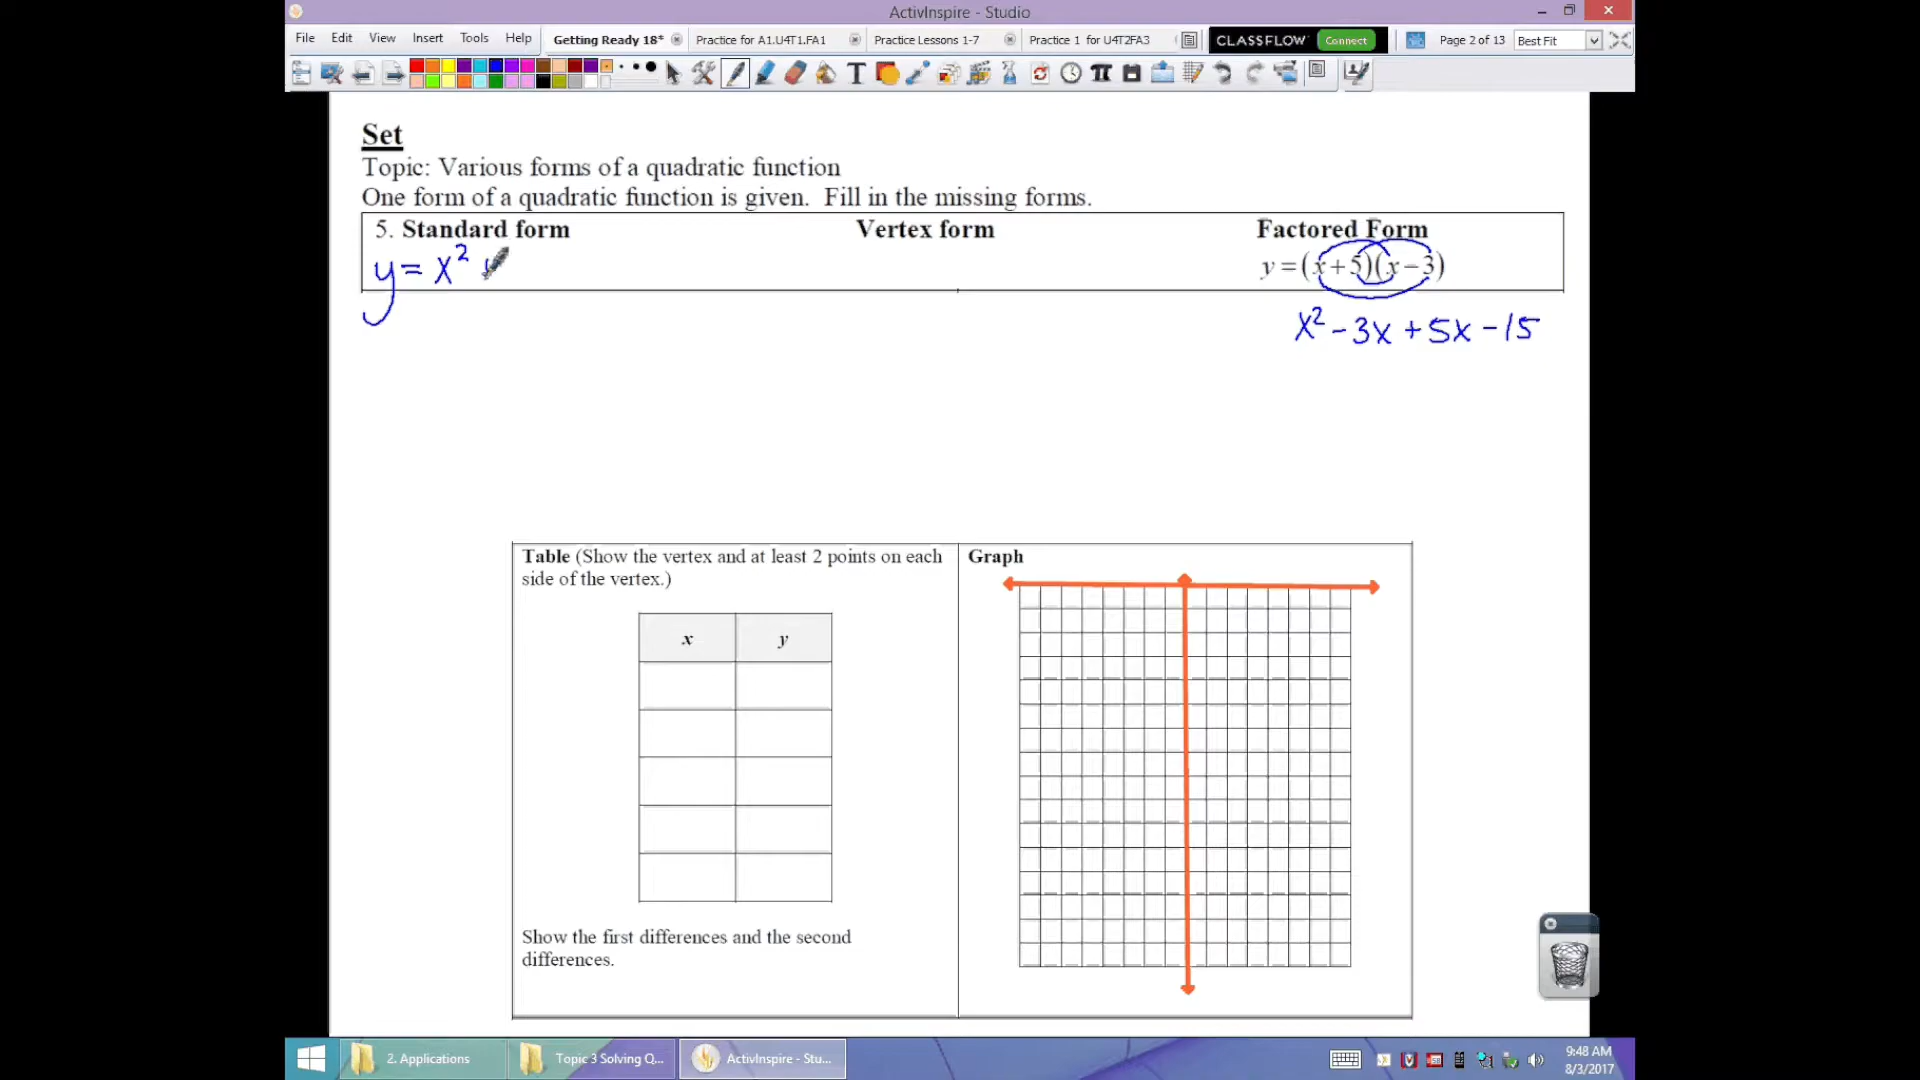 ActivInspire - Studio
File Edit View Insert Tools Help Getting Ready 18* Practice for A1.U4T1.FA1 Practice Lessons 1-7 Practice 1 for U4T2FA3 CLASSFLOW Connect Page 2 of 13 Best Fit
Set
Topic: Various forms of a quadratic function
One form of a quadratic function is given. Fill in the missing forms.
5. Standard form Vertex form Factored Form
y = x² y = (x+5)(x−3)
x² - 3x + 5x - 15
Table (Show the vertex and at least 2 points on each
side of the vertex.)
Graph
x y
Show the first differences and the second
differences.
2. Applications Topic 3 Solving Q... ActivInspire - Stu... 9:48 AM
8/3/2017